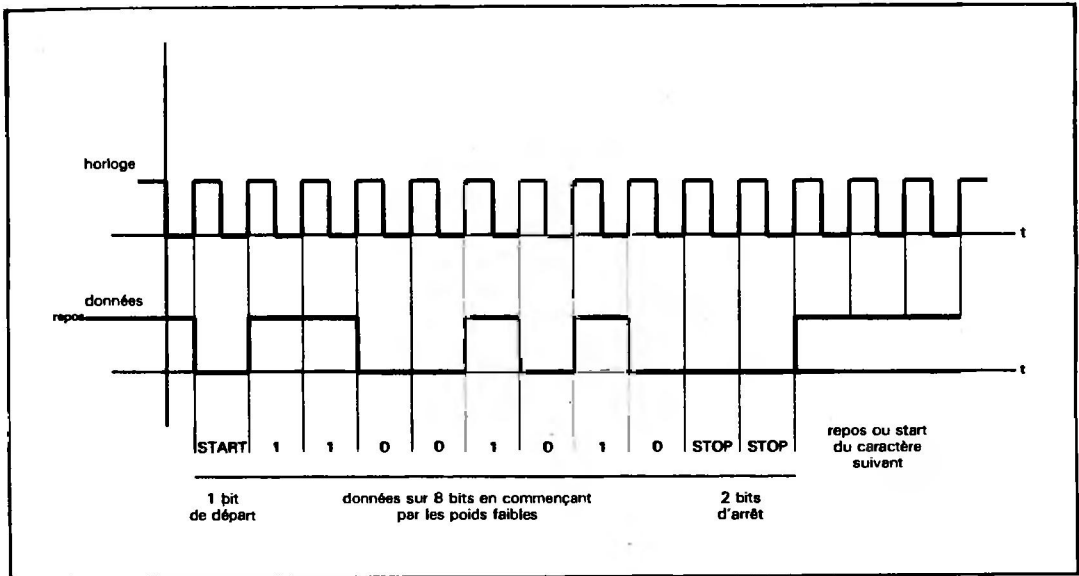 horloge
t
données
repos
t
START 1 1 0 0 1 0 1 0 STOP STOP
repos ou start
du caractère
suivant
1 bit
de départ
données sur 8 bits en commençant
par les poids faibles
2 bits
d'arrêt